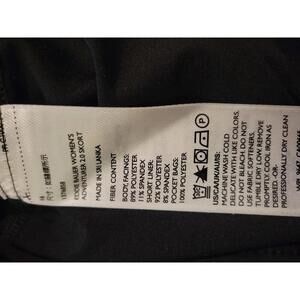 EDDIE BAUER WOMEN'S
ADVENTURER 2.0 SKORT
MADE IN SRI LANKA
FIBER CONTENT
BODY, FACINGS:
89% POLYESTER
11% SPANDEX
SHORT LINER:
92% POLYESTER
8% SPANDEX
POCKET BAGS:
100% POLYESTER
US/CA/UK/AUS:
MACHINE WASH COLD
DELICATE WITH LIKE COLORS.
DO NOT BLEACH. DO NOT
USE FABRIC SOFTENERS.
TUMBLE DRY LOW. REMOVE
PROMPTLY. COOL IRON AS
DESIRED. OR,
PROFESSIONALLY DRY CLEAN